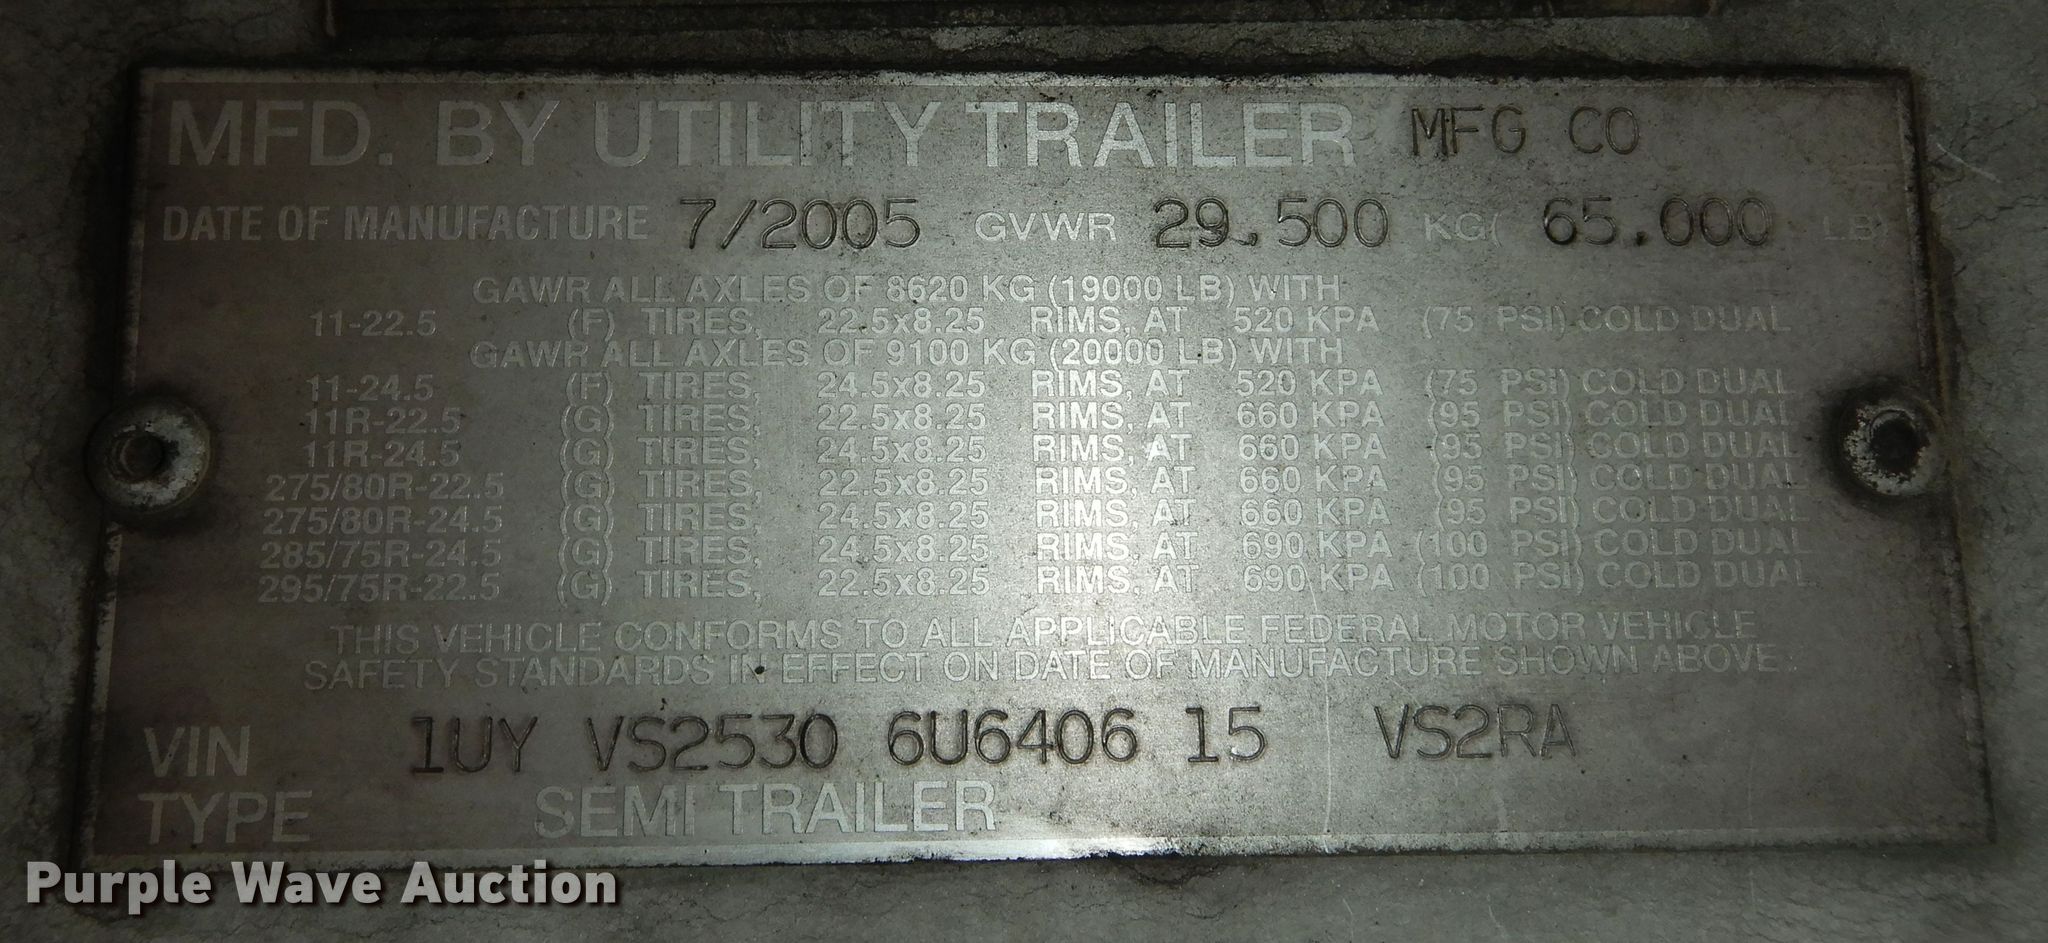 MFD. BY UTILITY TRAILER MFG CO
DATE OF MANUFACTURE 7/2005 GVWR 29,500 KG( 65,000 LB)
GAWR ALL AXLES OF 8620 KG (19000 LB) WITH
11-22.5 (F) TIRES, 22.5x8.25 RIMS, AT 520 KPA (75 PSI) COLD DUAL
GAWR ALL AXLES OF 9100 KG (20000 LB) WITH
11-24.5 (F) TIRES, 24.5x8.25 RIMS, AT 520 KPA (75 PSI) COLD DUAL
11R-22.5 (G) TIRES, 22.5x8.25 RIMS, AT 660 KPA (95 PSI) COLD DUAL
11R-24.5 (G) TIRES, 24.5x8.25 RIMS, AT 660 KPA (95 PSI) COLD DUAL
275/80R-22.5 (G) TIRES, 22.5x8.25 RIMS, AT 660 KPA (95 PSI) COLD DUAL
275/80R-24.5 (G) TIRES, 24.5x8.25 RIMS, AT 660 KPA (95 PSI) COLD DUAL
285/75R-24.5 (G) TIRES, 24.5x8.25 RIMS, AT 690 KPA (100 PSI) COLD DUAL
295/75R-22.5 (G) TIRES, 22.5x8.25 RIMS, AT 690 KPA (100 PSI) COLD DUAL
THIS VEHICLE CONFORMS TO ALL APPLICABLE FEDERAL MOTOR VEHICLE
SAFETY STANDARDS IN EFFECT ON DATE OF MANUFACTURE SHOWN ABOVE.
VIN 1UY VS2530 6U6406 15 VS2RA
TYPE SEMI TRAILER
Purple Wave Auction